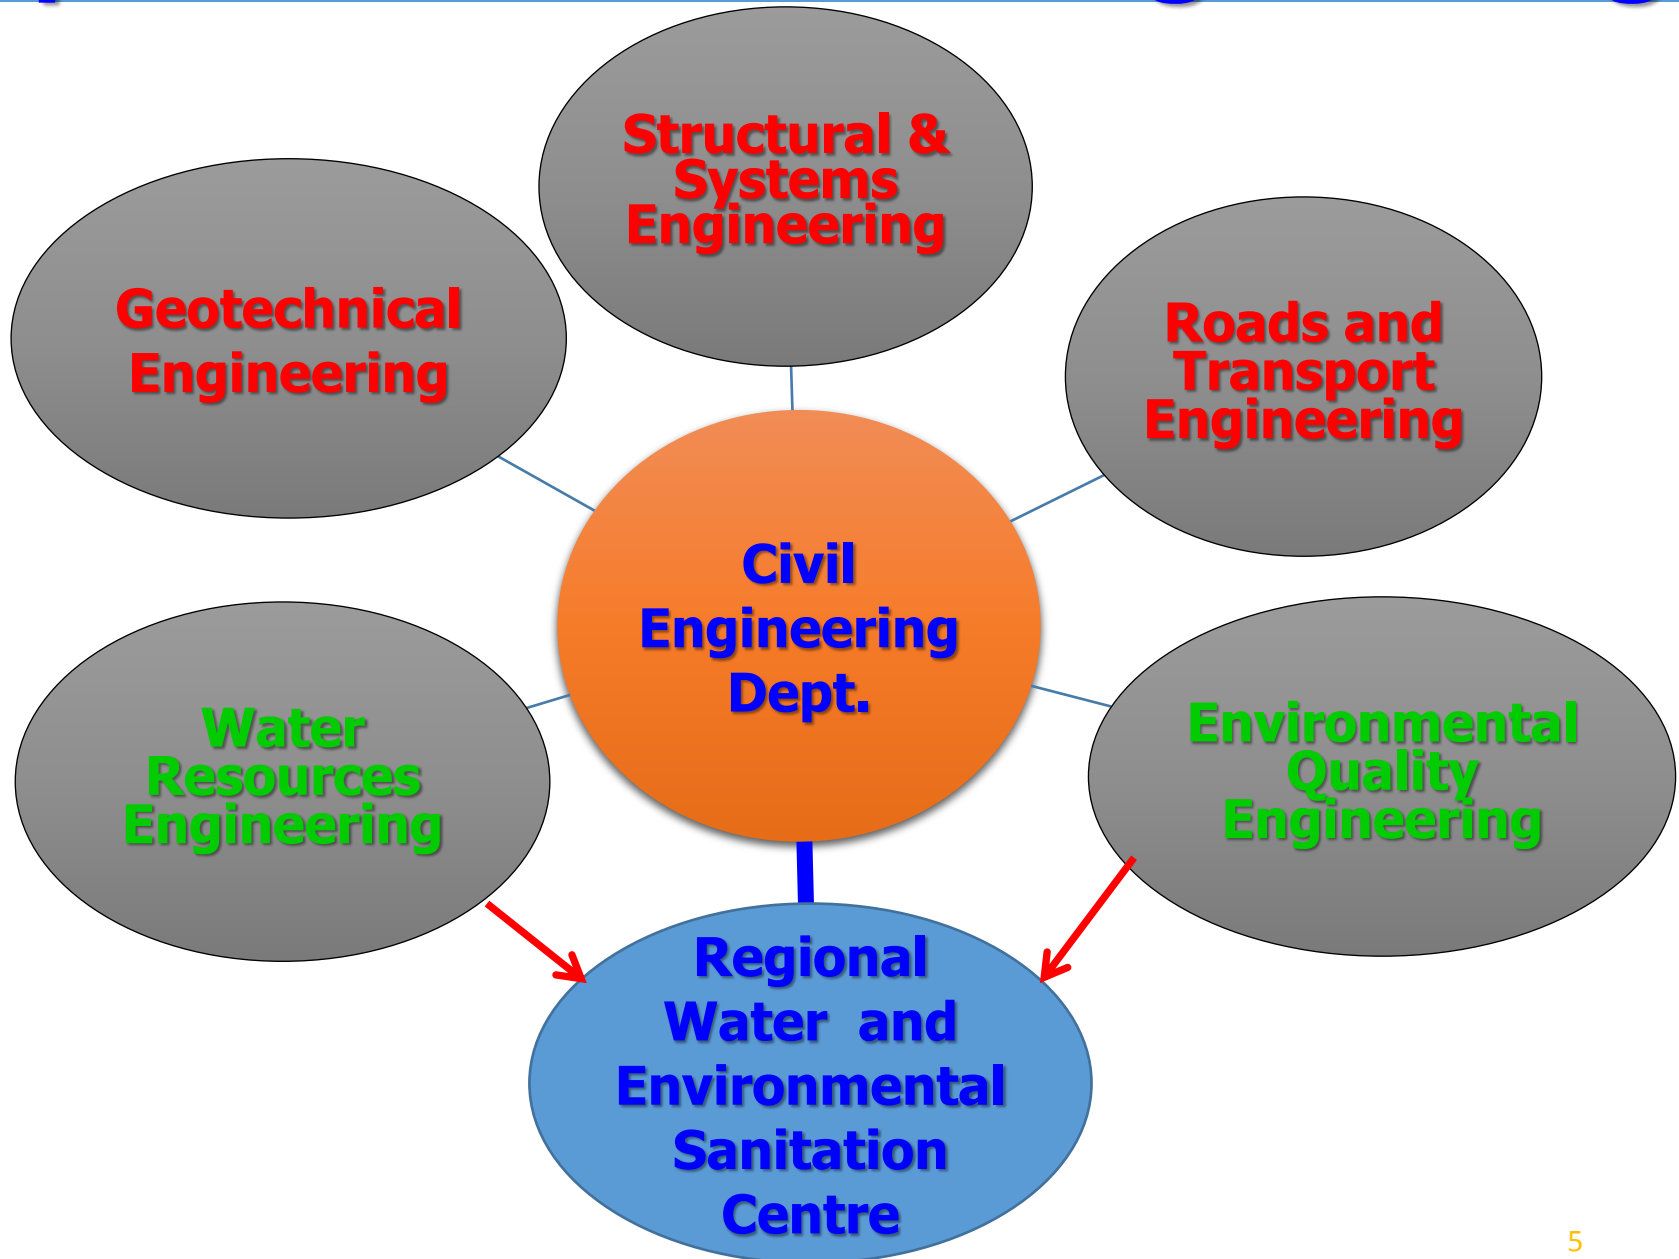 Structural &
Systems
Engineering
Geotechnical
Engineering
Roads and
Transport
Engineering
Civil
Engineering
Dept.
Water
Resources
Engineering
Environmental
Quality
Engineering
Regional
Water and
Environmental
Sanitation
Centre
5